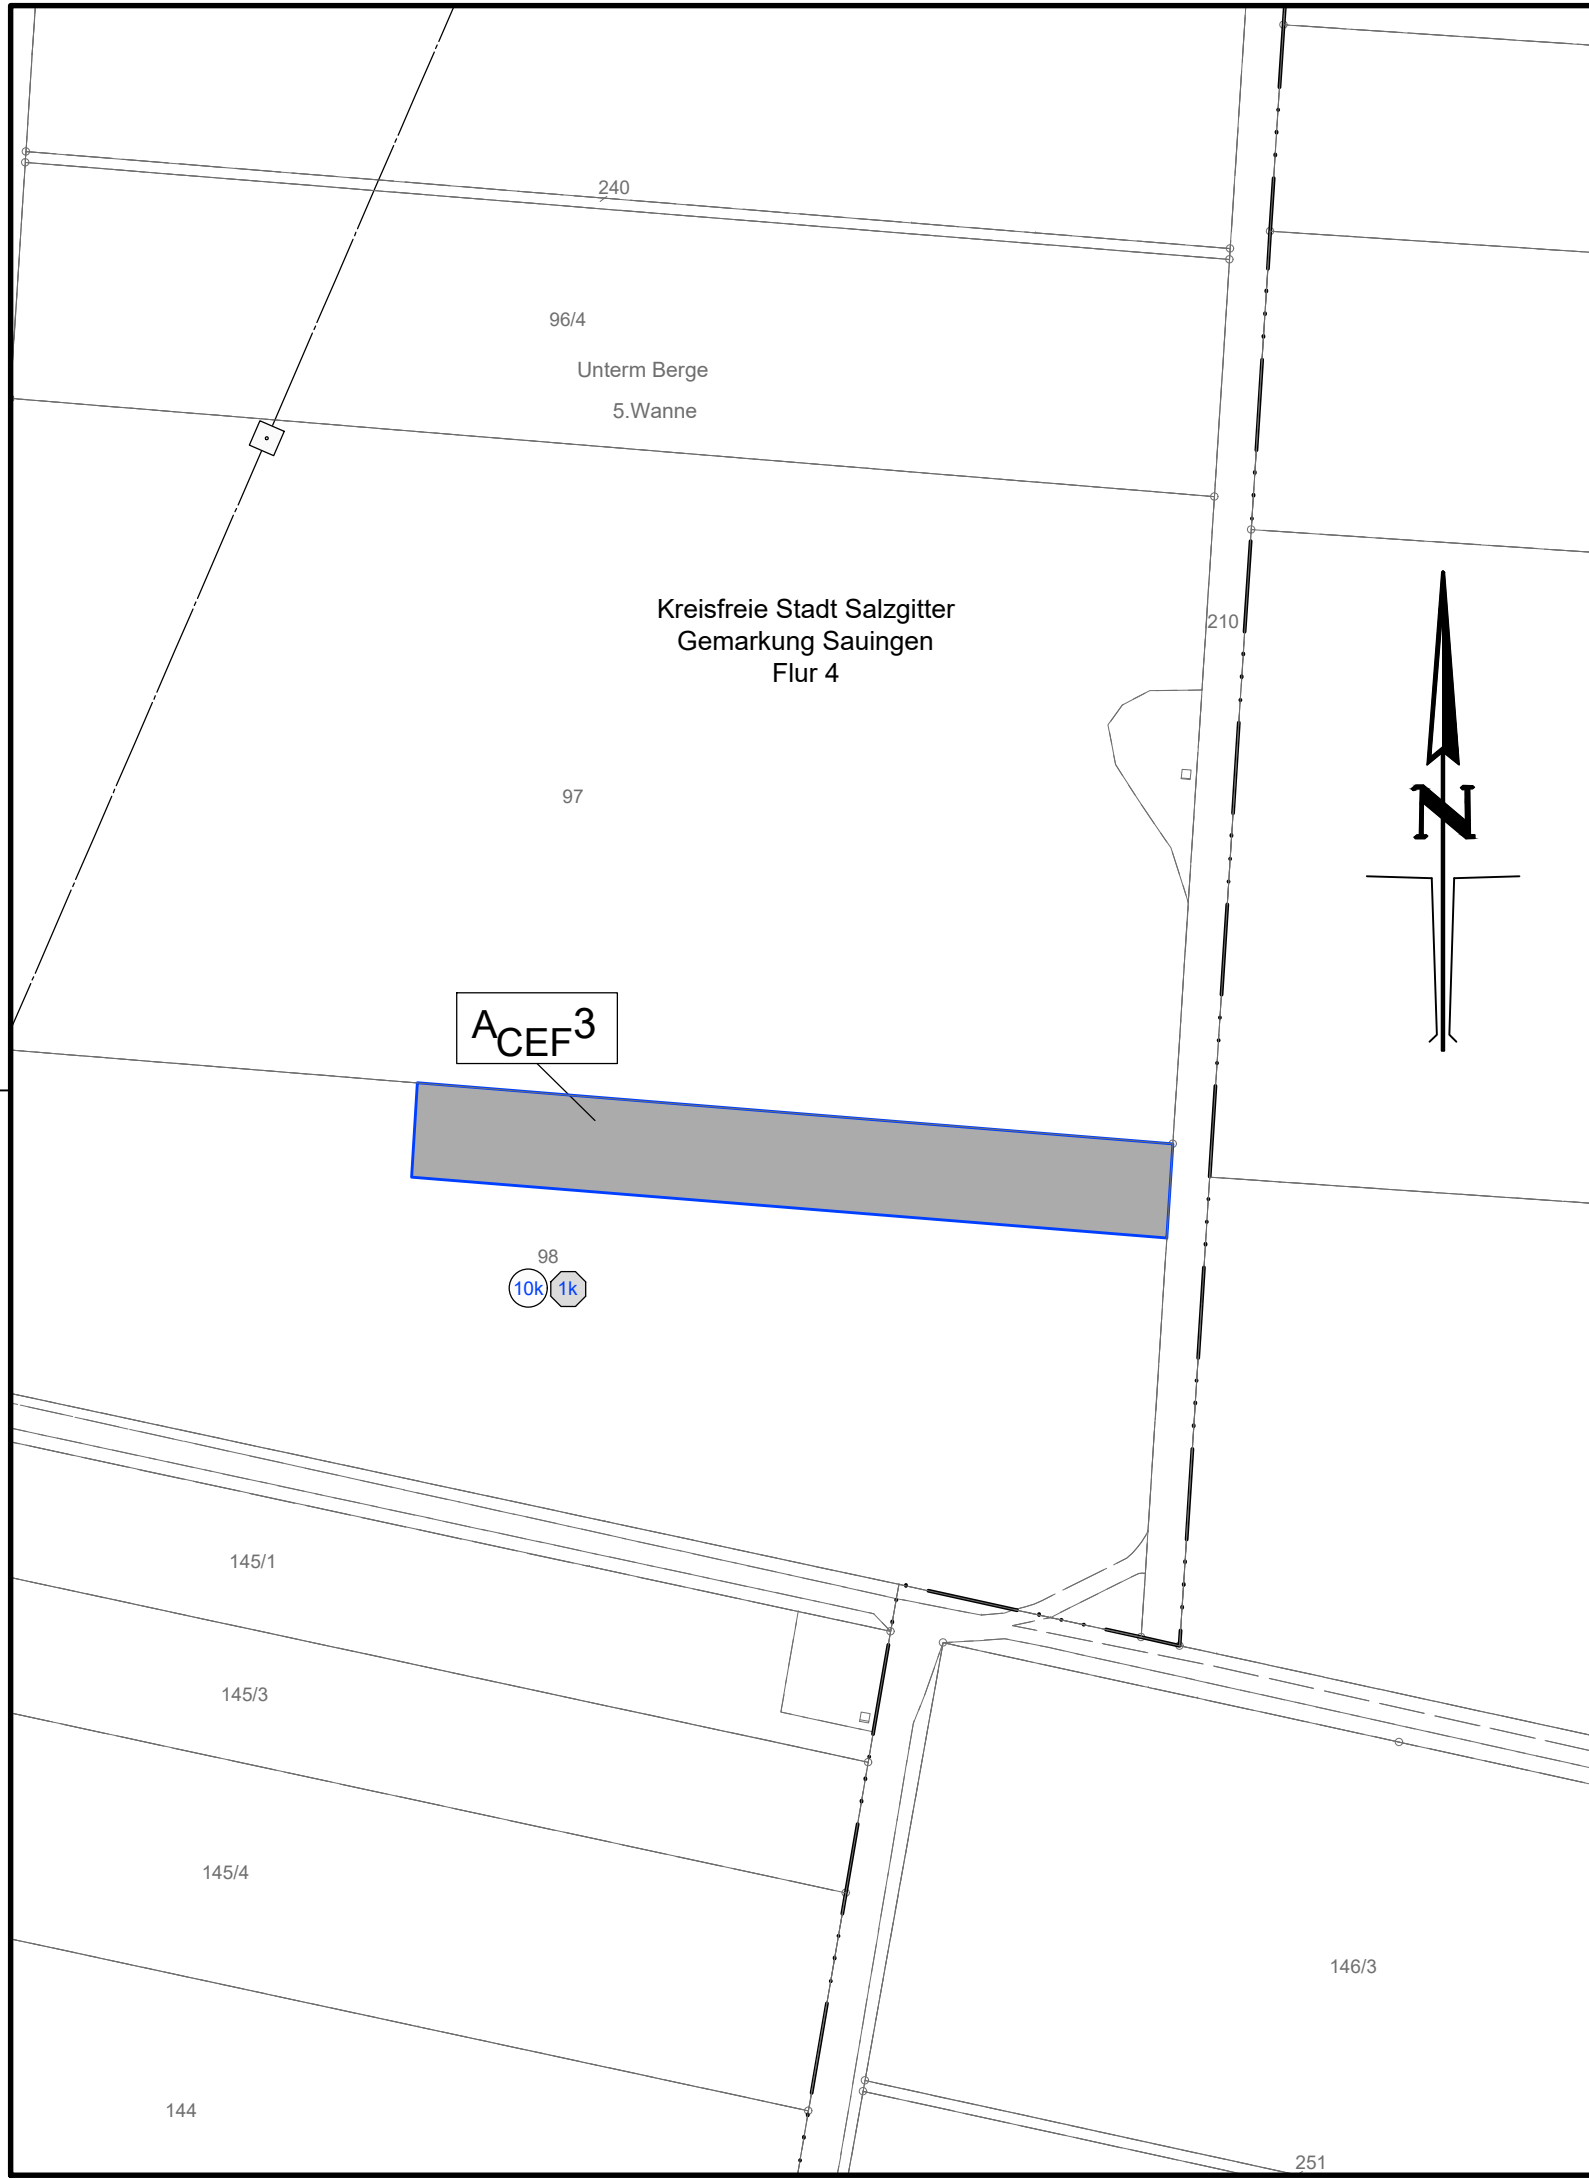 240
96/4
Unterm Berge
5.Wanne
Kreisfreie Stadt Salzgitter
Gemarkung Sauingen
Flur 4
210
N
97
ACEF3
98
10k 1k
145/1
145/3
145/4
146/3
144
251